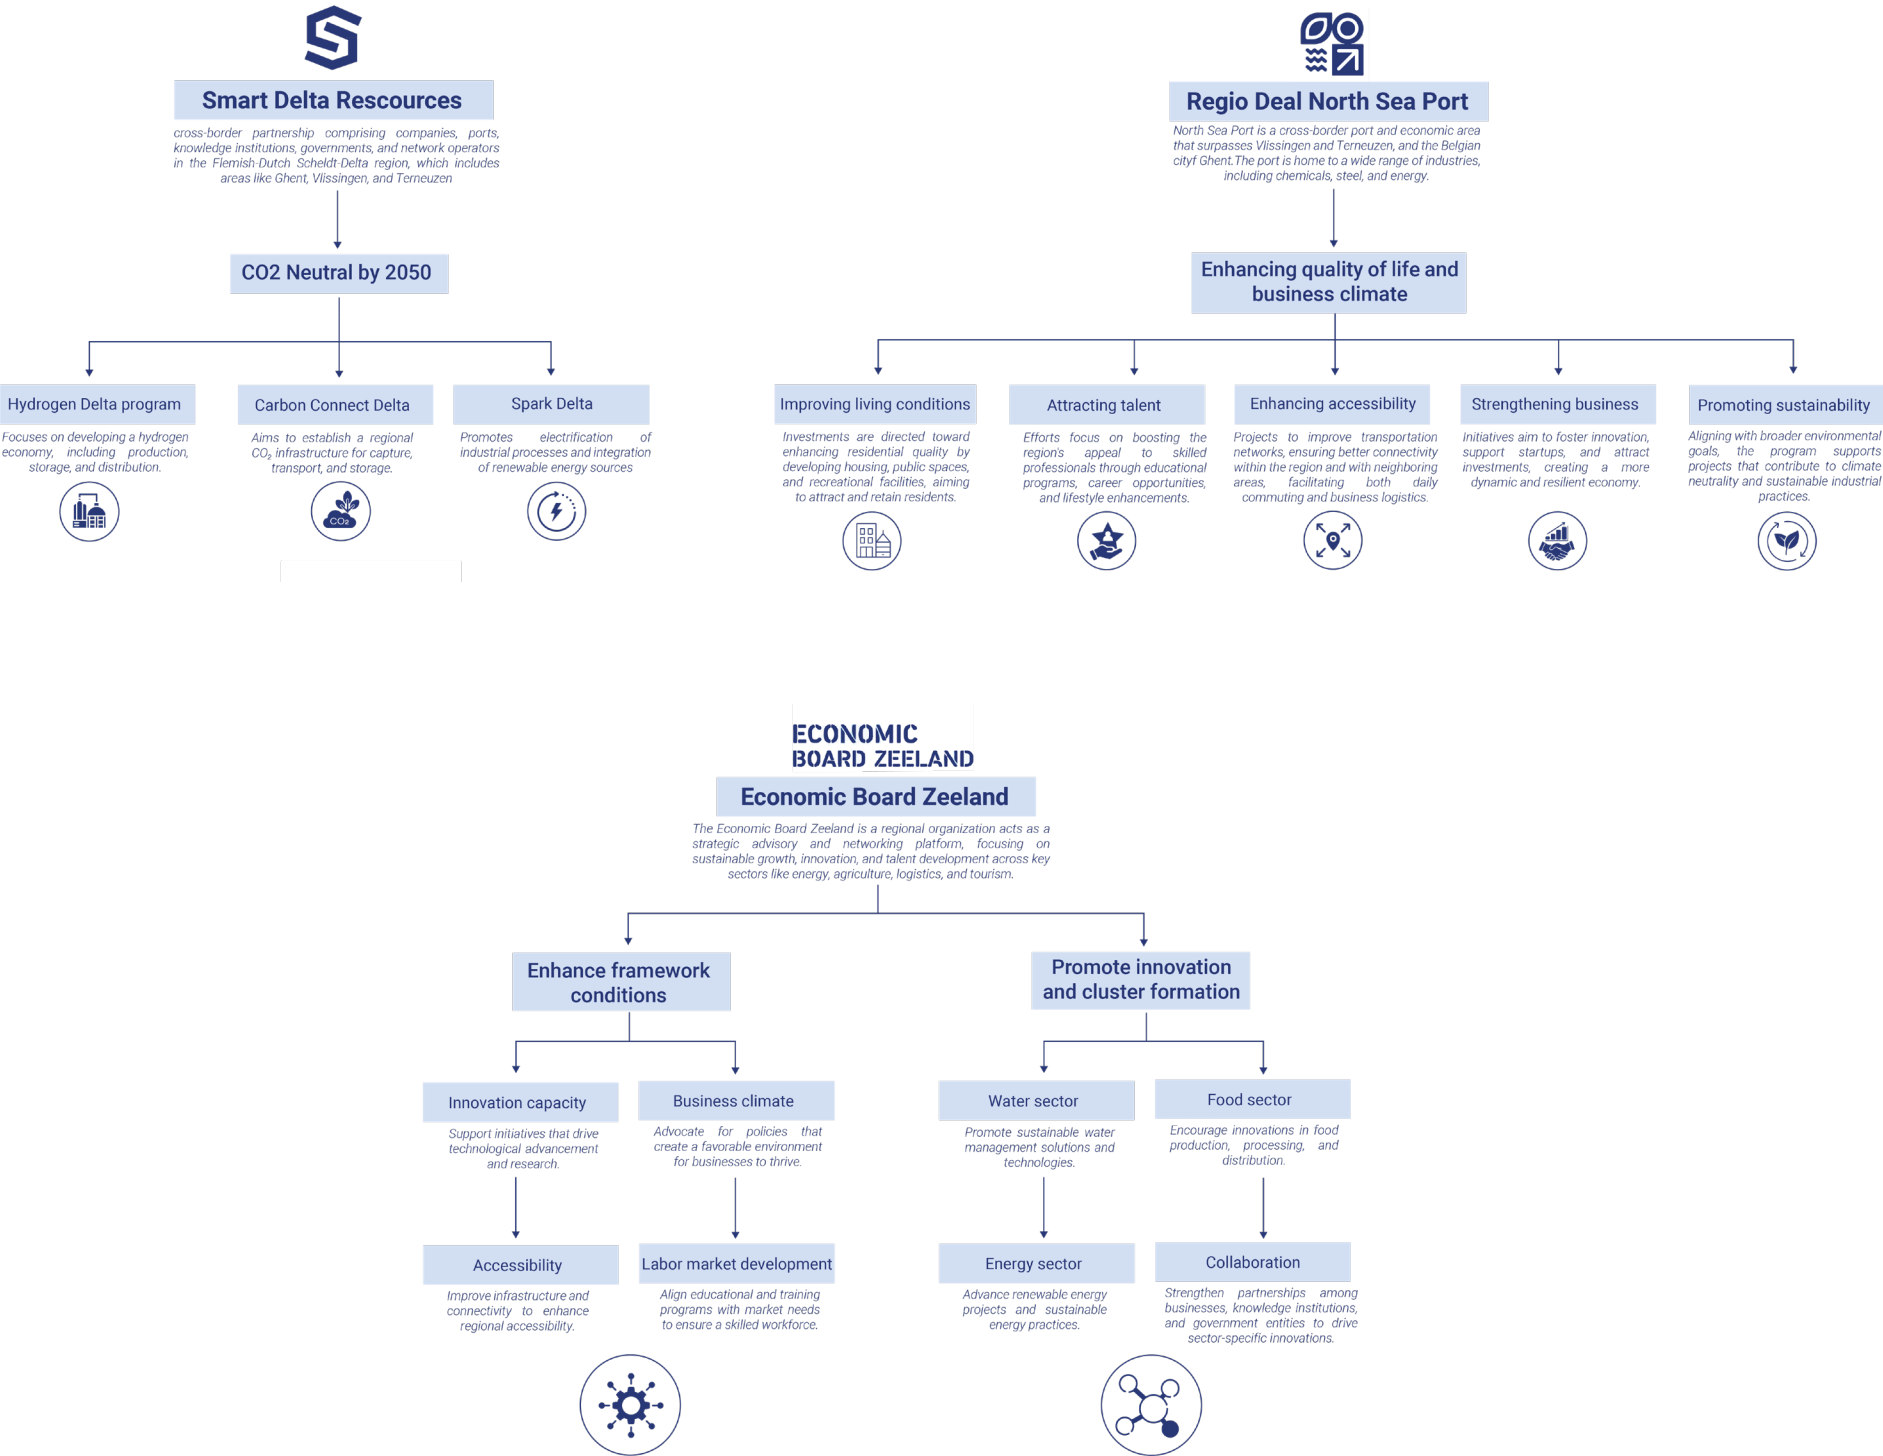 Smart Delta Rescources
cross-border partnership comprising companies, ports,
knowledge institutions, governments, and network operators
in the Flemish-Dutch Scheldt-Delta region, which includes
areas like Ghent, Vlissingen, and Terneuzen
CO2 Neutral by 2050
Hydrogen Delta program
Focuses on developing a hydrogen
economy, including production,
storage, and distribution.
Carbon Connect Delta
Aims to establish a regional
CO₂ infrastructure for capture,
transport, and storage.
CO₂
Spark Delta
Promotes electrification of
industrial processes and integration
of renewable energy sources
Regio Deal North Sea Port
North Sea Port is a cross-border port and economic area
that surpasses Vlissingen and Terneuzen, and the Belgian
cityf Ghent.The port is home to a wide range of industries,
including chemicals, steel, and energy.
Enhancing quality of life and
business climate
Improving living conditions
Investments are directed toward
enhancing residential quality by
developing housing, public spaces,
and recreational facilities, aiming
to attract and retain residents.
Attracting talent
Efforts focus on boosting the
region's appeal to skilled
professionals through educational
programs, career opportunities,
and lifestyle enhancements.
Enhancing accessibility
Projects to improve transportation
networks, ensuring better connectivity
within the region and with neighboring
areas, facilitating both daily
commuting and business logistics.
Strengthening business
Initiatives aim to foster innovation,
support startups, and attract
investments, creating a more
dynamic and resilient economy.
Promoting sustainability
Aligning with broader environmental
goals, the program supports
projects that contribute to climate
neutrality and sustainable industrial
practices.
ECONOMIC
BOARD ZEELAND
Economic Board Zeeland
The Economic Board Zeeland is a regional organization acts as a
strategic advisory and networking platform, focusing on
sustainable growth, innovation, and talent development across key
sectors like energy, agriculture, logistics, and tourism.
Enhance framework
conditions
Innovation capacity
Support initiatives that drive
technological advancement
and research.
Business climate
Advocate for policies that
create a favorable environment
for businesses to thrive.
Accessibility
Improve infrastructure and
connectivity to enhance
regional accessibility.
Labor market development
Align educational and training
programs with market needs
to ensure a skilled workforce.
Promote innovation
and cluster formation
Water sector
Promote sustainable water
management solutions and
technologies.
Food sector
Encourage innovations in food
production, processing, and
distribution.
Energy sector
Advance renewable energy
projects and sustainable
energy practices.
Collaboration
Strengthen partnerships among
businesses, knowledge institutions,
and government entities to drive
sector-specific innovations.